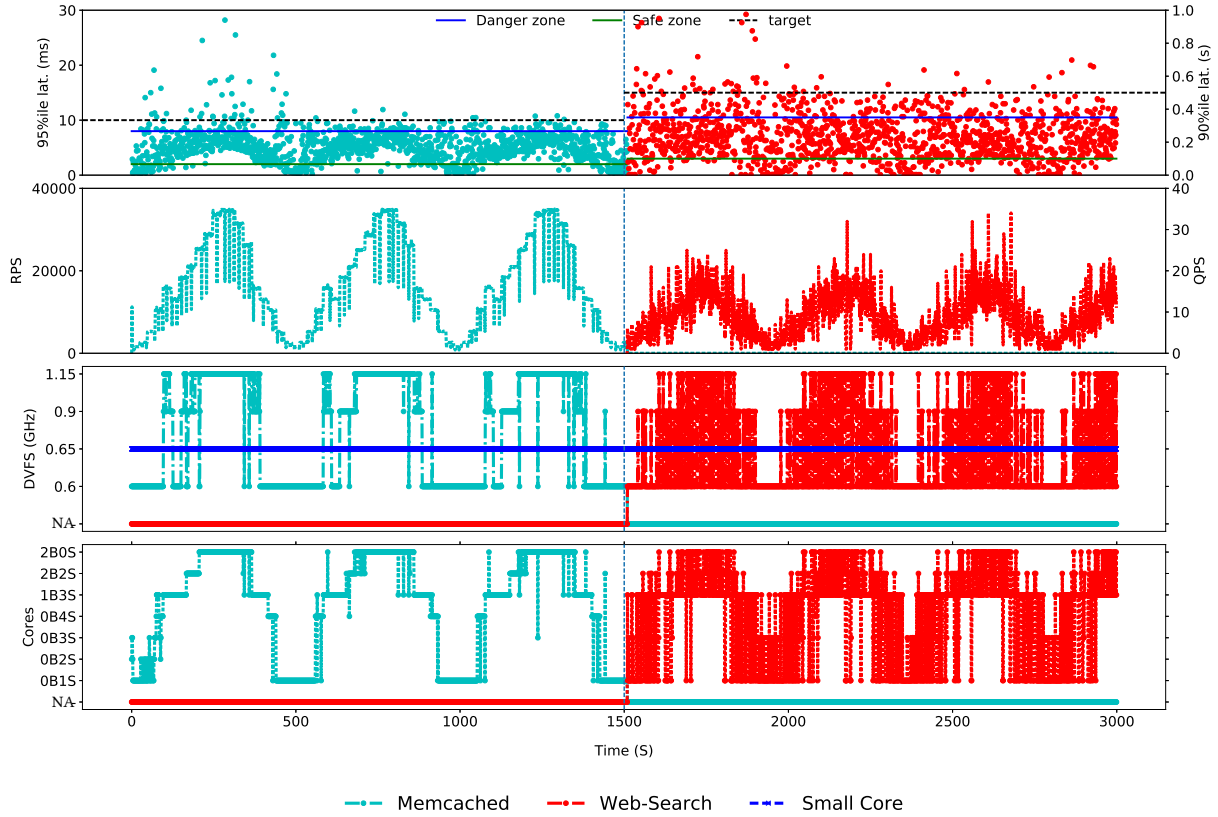 Danger zone Safe zone target
95%ile lat. (ms)
30
20
10
0
90%ile lat. (s)
1.0
0.8
0.6
0.4
0.2
0.0
RPS
40000
20000
0
QPS
40
30
20
10
0
DVFS (GHz)
1.15
0.9
0.65
0.6
NA
Cores
2B0S
2B2S
1B3S
0B4S
0B3S
0B2S
0B1S
NA
0 500 1000 1500 2000 2500 3000
Time (S)
Memcached Web-Search Small Core